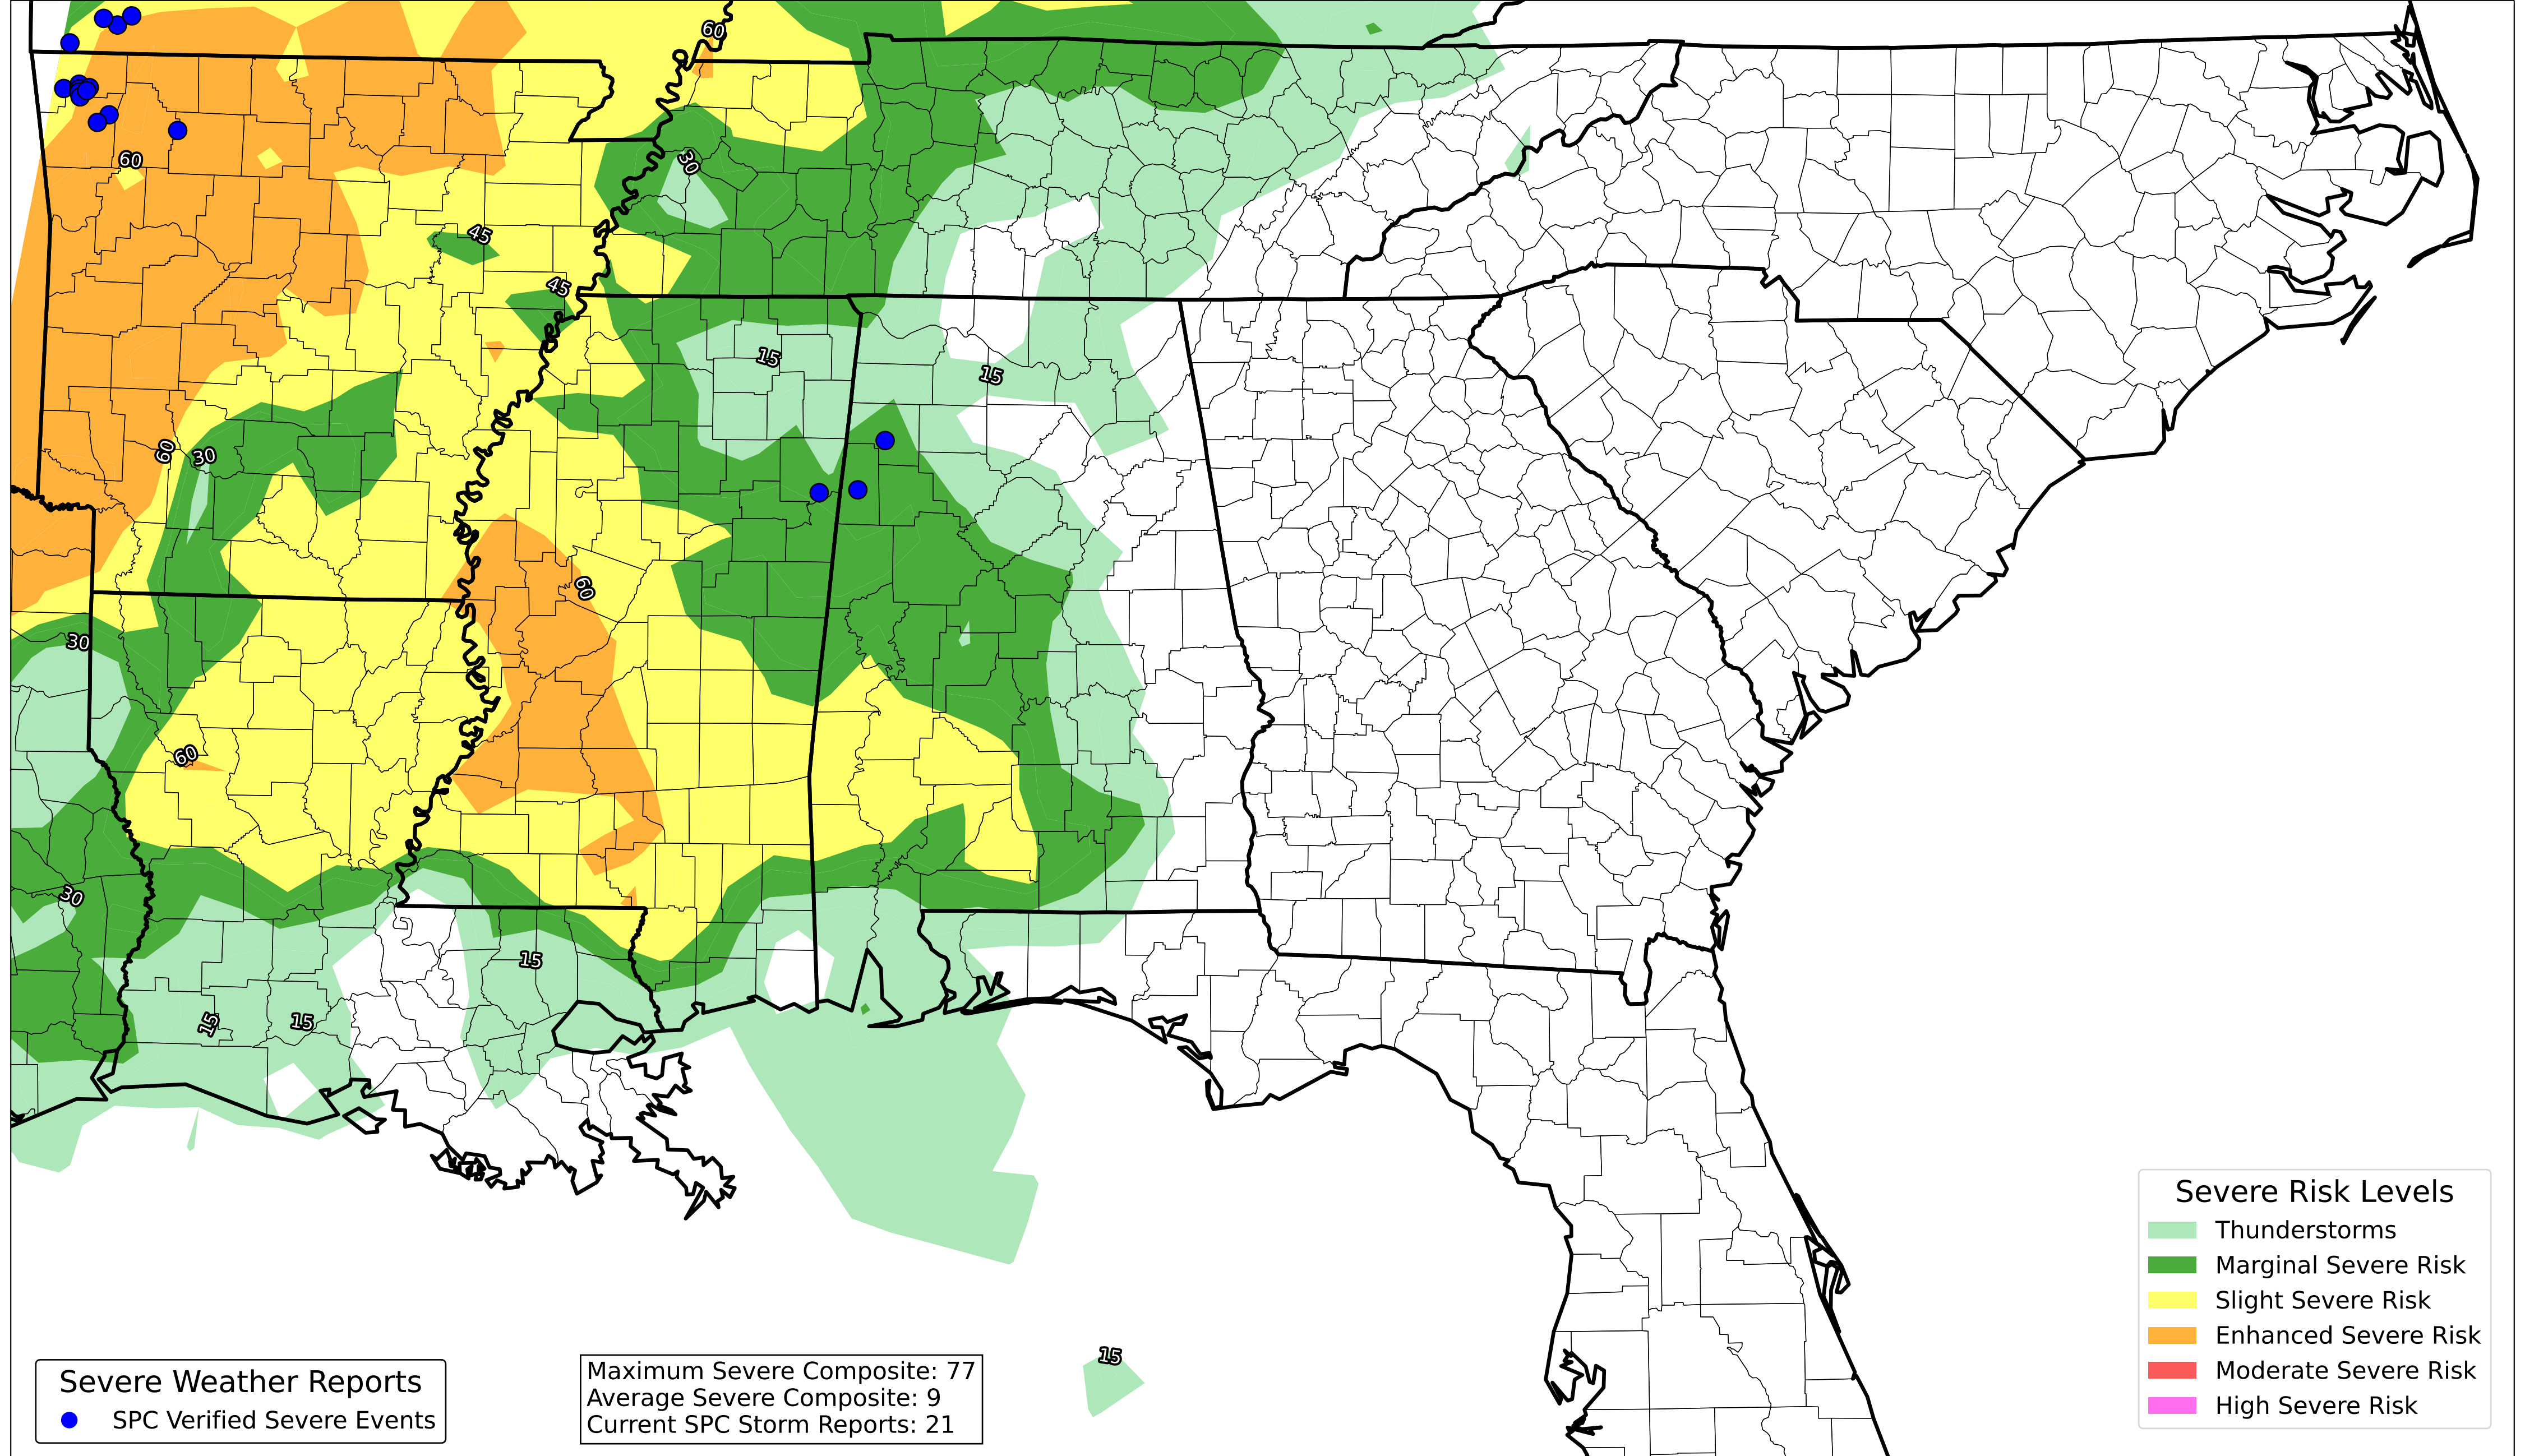 60
60
30
45
45
15
15
60
30
60
30
60
30
15
15
15
15
Severe Risk Levels
Thunderstorms
Marginal Severe Risk
Slight Severe Risk
Enhanced Severe Risk
Moderate Severe Risk
High Severe Risk
Severe Weather Reports
SPC Verified Severe Events
Maximum Severe Composite: 77
Average Severe Composite: 9
Current SPC Storm Reports: 21